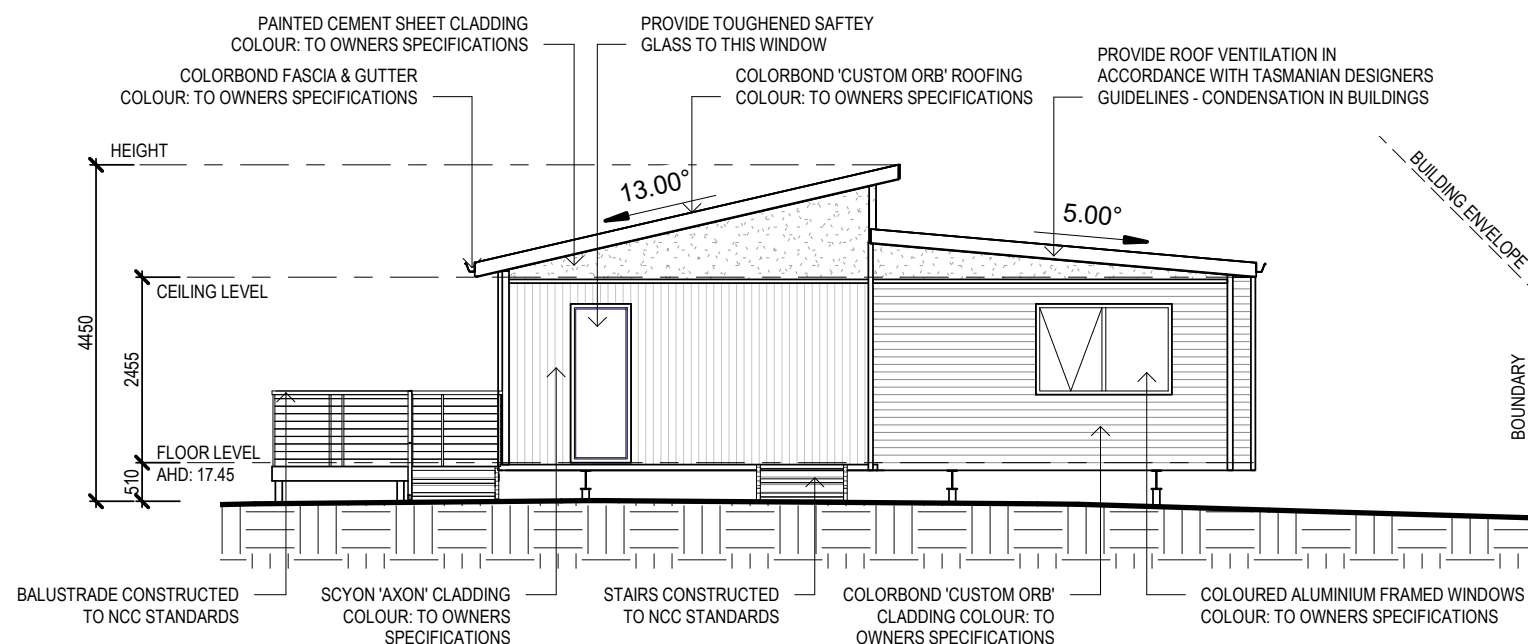 PAINTED CEMENT SHEET CLADDING
COLOUR: TO OWNERS SPECIFICATIONS
PROVIDE TOUGHENED SAFTEY
GLASS TO THIS WINDOW
COLORBOND FASCIA & GUTTER
COLOUR: TO OWNERS SPECIFICATIONS
COLORBOND 'CUSTOM ORB' ROOFING
COLOUR: TO OWNERS SPECIFICATIONS
PROVIDE ROOF VENTILATION IN
ACCORDANCE WITH TASMANIAN DESIGNERS
GUIDELINES - CONDENSATION IN BUILDINGS
HEIGHT
13.00°
5.00°
BUILDING ENVELOPE
CEILING LEVEL
4450
2455
BOUNDARY
FLOOR LEVEL
AHD: 17.45
510
BALUSTRADE CONSTRUCTED
TO NCC STANDARDS
SCYON 'AXON' CLADDING
COLOUR: TO OWNERS
SPECIFICATIONS
STAIRS CONSTRUCTED
TO NCC STANDARDS
COLORBOND 'CUSTOM ORB'
CLADDING COLOUR: TO
OWNERS SPECIFICATIONS
COLOURED ALUMINIUM FRAMED WINDOWS
COLOUR: TO OWNERS SPECIFICATIONS